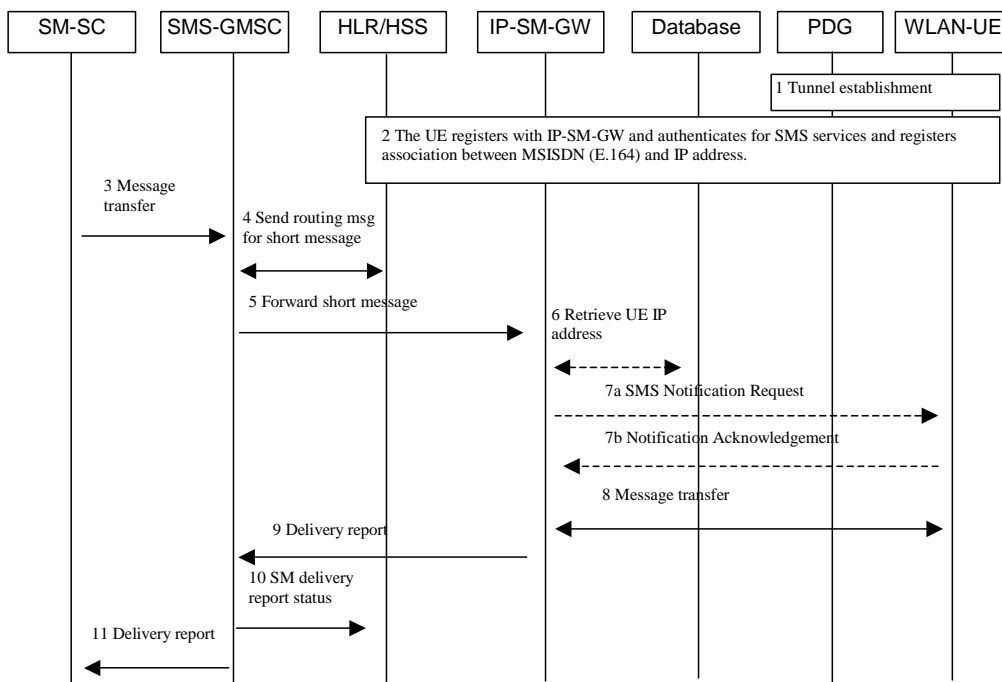 SM-SC
SMS-GMSC
HLR/HSS
IP-SM-GW
Database
PDG
WLAN-UE
1 Tunnel establishment
2 The UE registers with IP-SM-GW and authenticates for SMS services and registers
association between MSISDN (E.164) and IP address.
3 Message
transfer
4 Send routing msg
for short message
5 Forward short message
6 Retrieve UE IP
address
7a SMS Notification Request
7b Notification Acknowledgement
8 Message transfer
9 Delivery report
10 SM delivery
report status
11 Delivery report